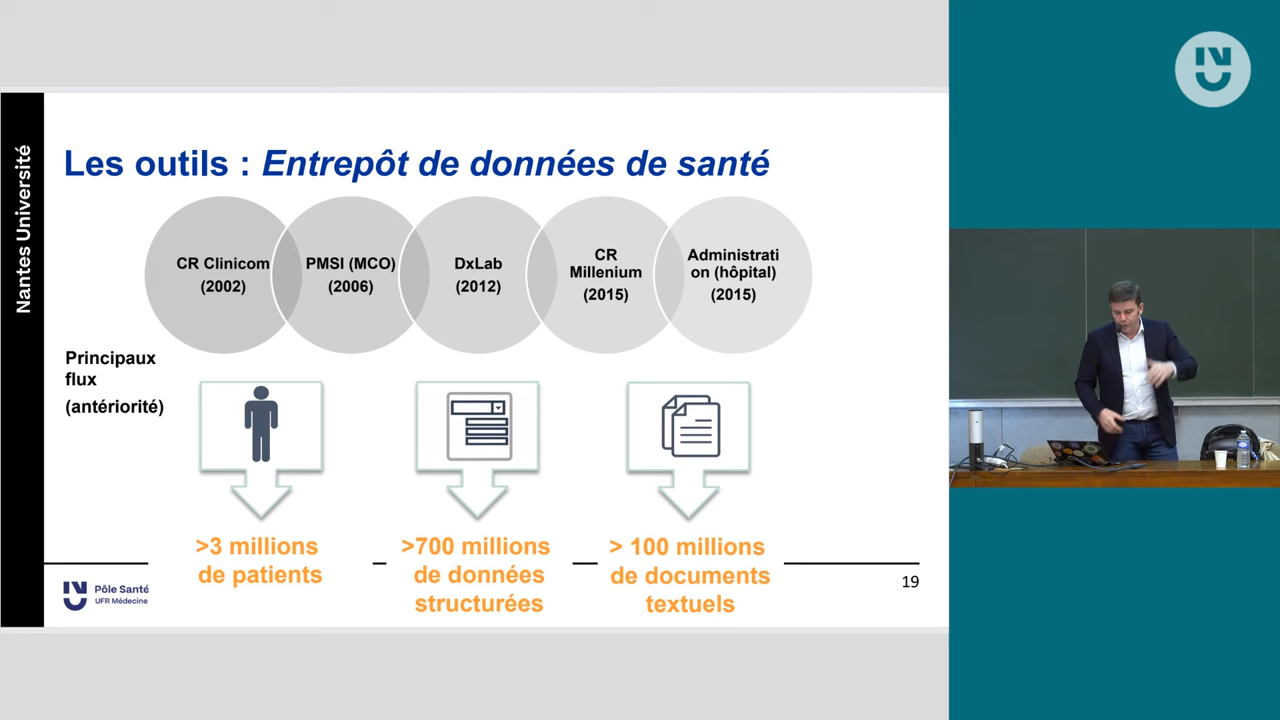 Nantes Université
Les outils : Entrepôt de données de santé
CR Clinicom
(2002)
PMSI (MCO)
(2006)
DxLab
(2012)
CR
Millenium
(2015)
Administrati
on (hôpital)
(2015)
Principaux
flux
(antériorité)
>3 millions
de patients
>700 millions
de données
structurées
> 100 millions
de documents
textuels
Pôle Santé
UFR Médecine
19